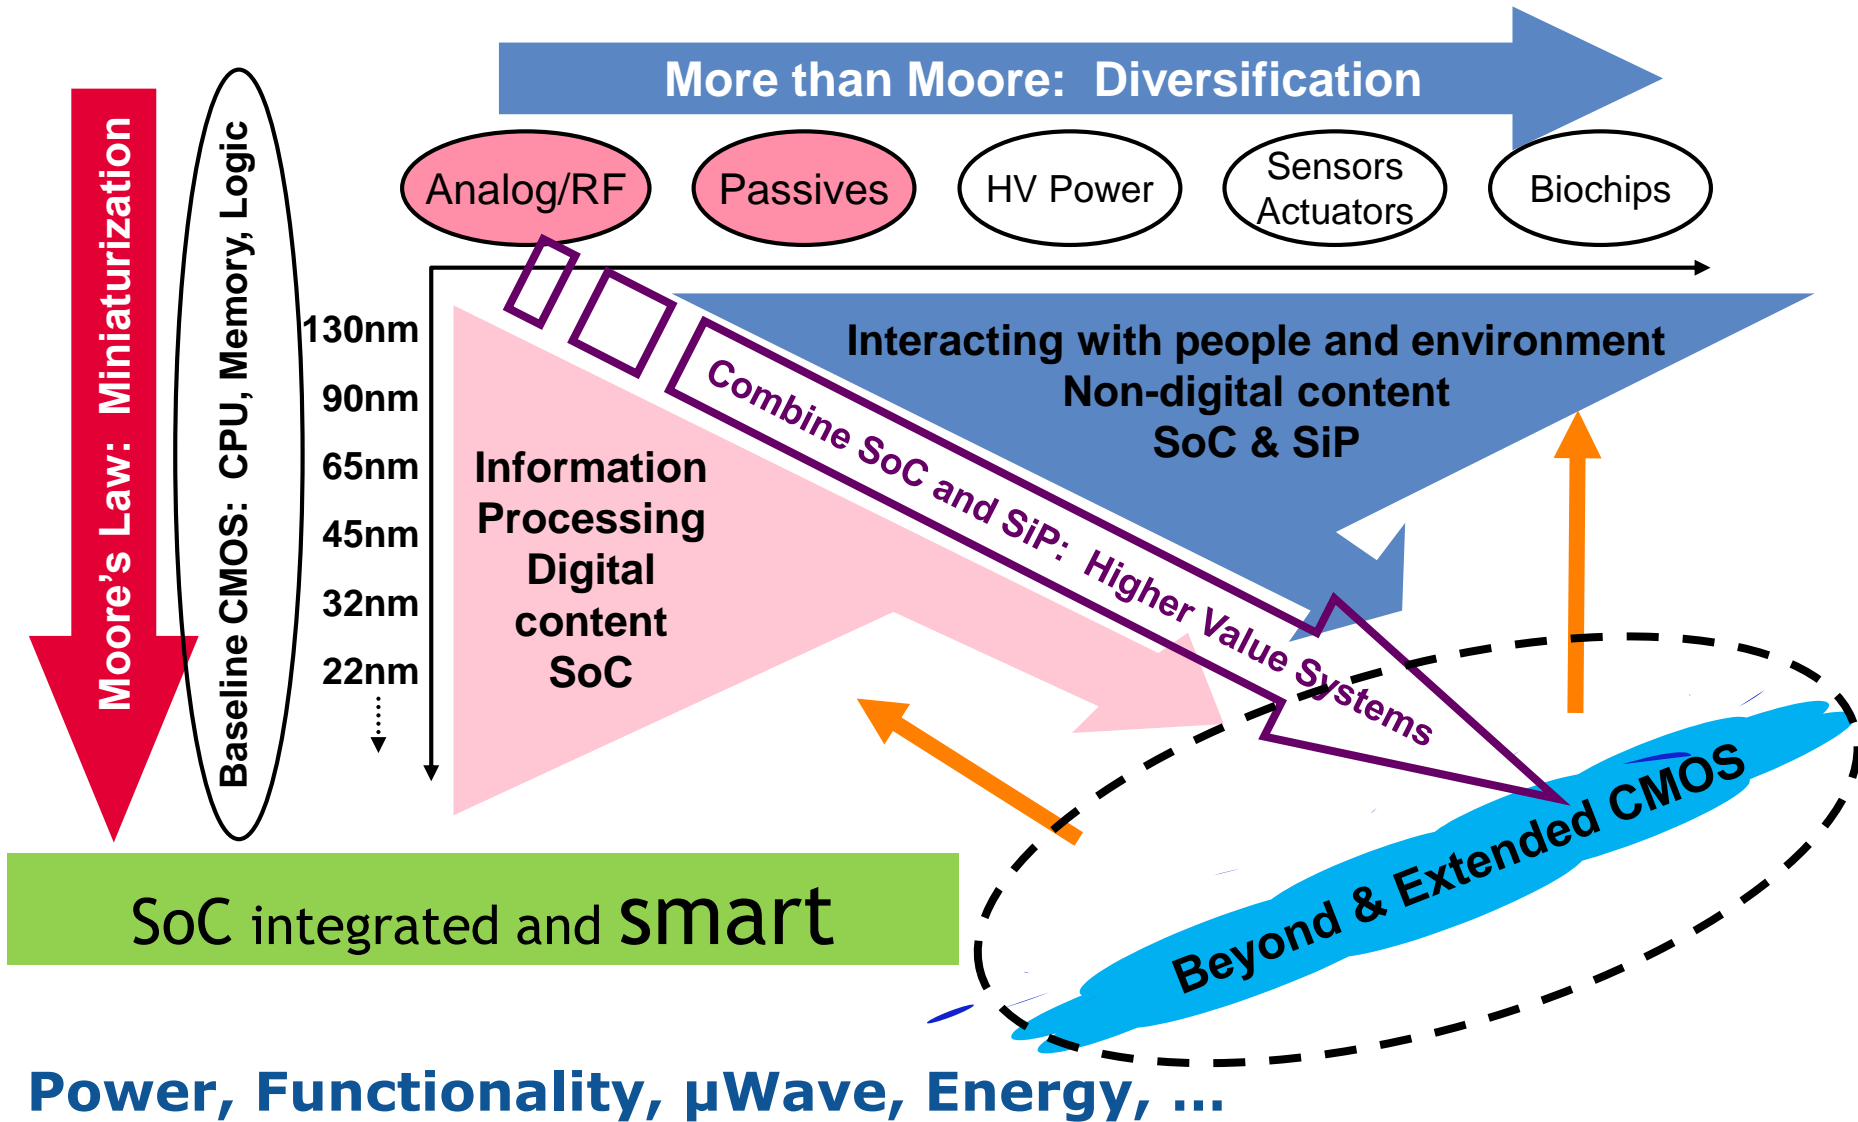 More than Moore: Diversification
Analog/RF
Passives
HV Power
Sensors
Actuators
Biochips
Moore's Law: Miniaturization
Baseline CMOS: CPU, Memory, Logic
130nm
90nm
65nm
45nm
32nm
22nm
Interacting with people and environment
Non-digital content
SoC & SiP
Combine SoC and SiP: Higher Value Systems
Information
Processing
Digital
content
SoC
Beyond & Extended CMOS
SoC integrated and smart
Power, Functionality, µWave, Energy, ...